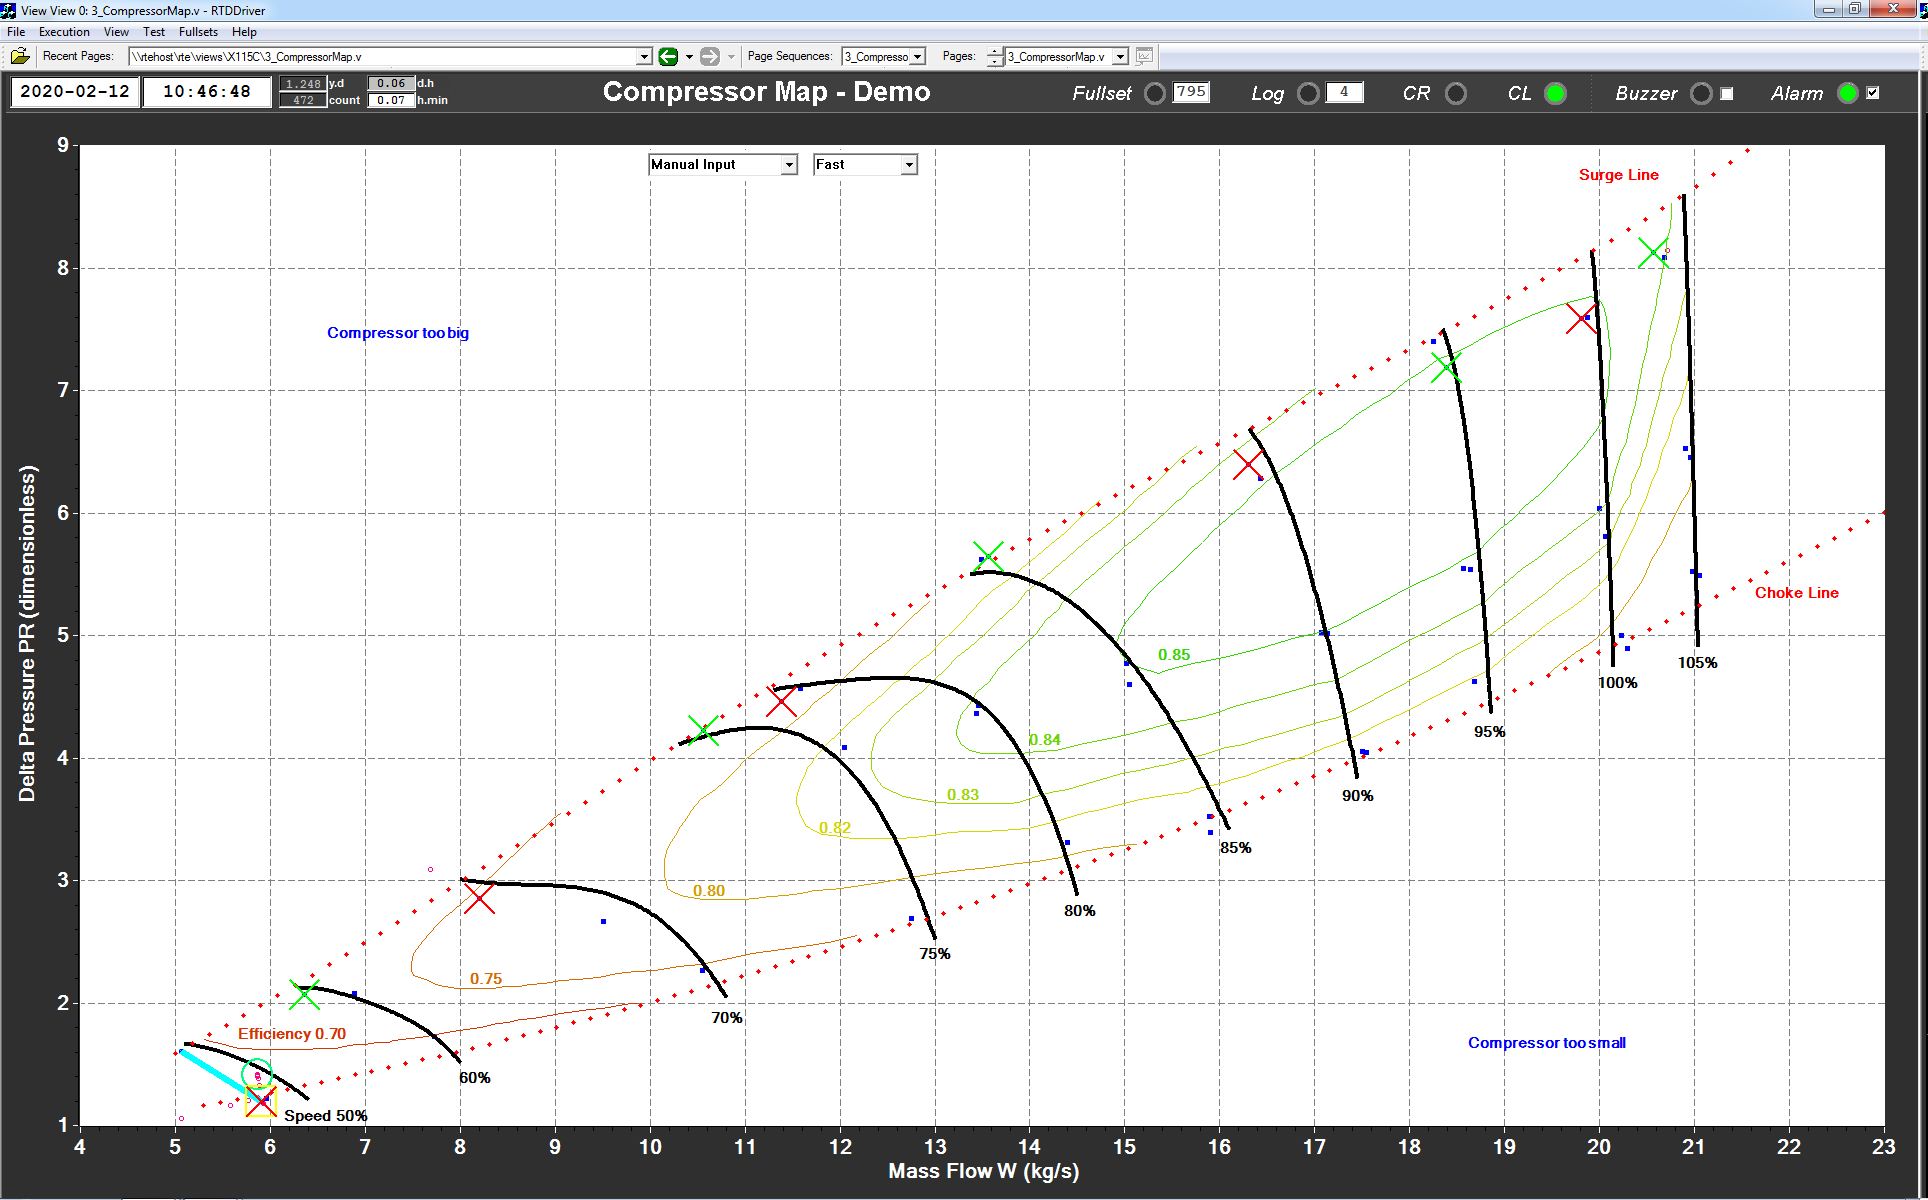 View View 0: 3_CompressorMap.v - RTDDriver
File Execution View Test Fullsets Help
Recent Pages: \\rtehost\rte\views\X115C\3_CompressorMap.v Page Sequences: 3_Compresso Pages: 3_CompressorMap.v
2020-02-12 10:46:48 1.248 y.d 0.06 d.h
472 count 0.07 h.min
Compressor Map - Demo
Fullset 795 Log 4 CR CL Buzzer Alarm
Manual Input Fast
Surge Line
Compressor too big
Choke Line
Compressor too small
0.85
0.84
0.83
0.82
0.80
0.75
Efficiency 0.70
105%
100%
95%
90%
85%
80%
75%
70%
60%
Speed 50%
Delta Pressure PR (dimensionless)
9
8
7
6
5
4
3
2
1
4 5 6 7 8 9 10 11 12 13 14 15 16 17 18 19 20 21 22 23
Mass Flow W (kg/s)